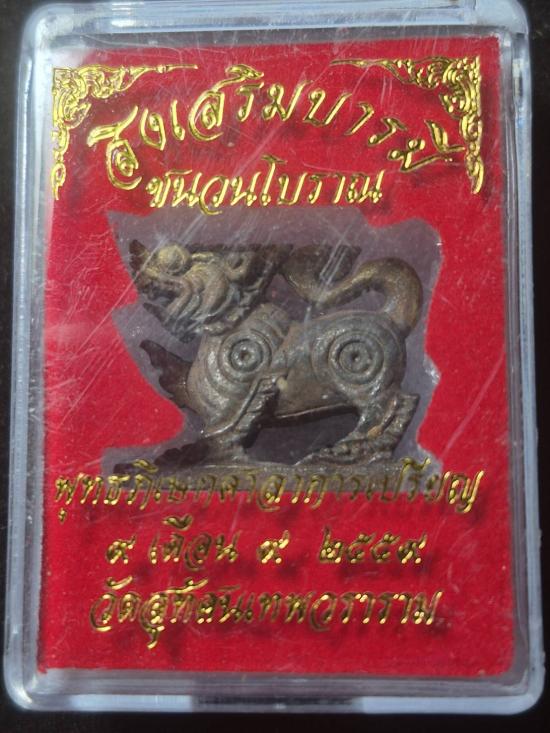 สิงเสริมบารมี
ชนวนโบราณ
พุทธภิเษกศาลาการเปรียญ
๙ เดือน ๙ ๒๕๕๙
วัดสุทัศนเทพวราราม